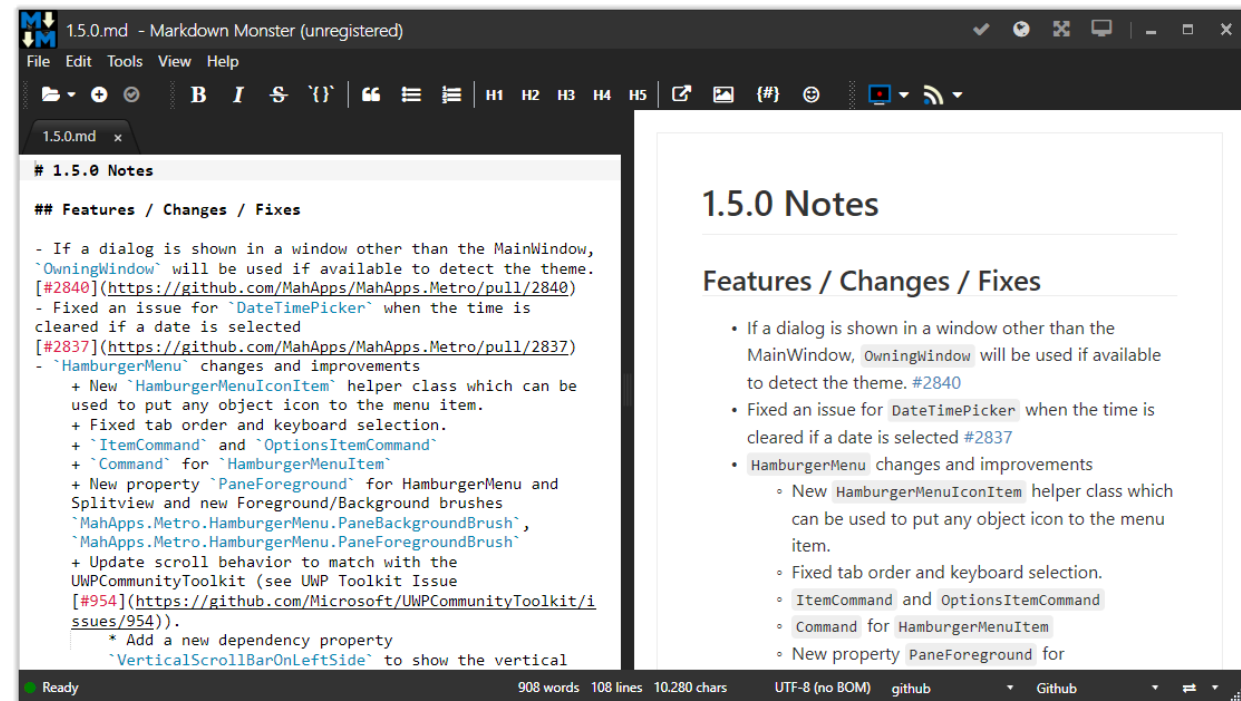 1.5.0.md - Markdown Monster (unregistered)
File Edit Tools View Help
B I S `{}` H1 H2 H3 H4 H5 {#}
1.5.0.md x
# 1.5.0 Notes
## Features / Changes / Fixes
- If a dialog is shown in a window other than the MainWindow,
`OwningWindow` will be used if available to detect the theme.
[#2840](https://github.com/MahApps/MahApps.Metro/pull/2840)
- Fixed an issue for `DateTimePicker` when the time is
cleared if a date is selected
[#2837](https://github.com/MahApps/MahApps.Metro/pull/2837)
- `HamburgerMenu` changes and improvements
+ New `HamburgerMenuIconItem` helper class which can be
used to put any object icon to the menu item.
+ Fixed tab order and keyboard selection.
+ `ItemCommand` and `OptionsItemCommand`
+ `Command` for `HamburgerMenuItem`
+ New property `PaneForeground` for HamburgerMenu and
Splitview and new Foreground/Background brushes
`MahApps.Metro.HamburgerMenu.PaneBackgroundBrush`,
`MahApps.Metro.HamburgerMenu.PaneForegroundBrush`
+ Update scroll behavior to match with the
UWPCommunityToolkit (see UWP Toolkit Issue
[#954](https://github.com/Microsoft/UWPCommunityToolkit/i
ssues/954)).
* Add a new dependency property
`VerticalScrollBarOnLeftSide` to show the vertical
1.5.0 Notes
Features / Changes / Fixes
• If a dialog is shown in a window other than the
MainWindow, OwningWindow will be used if available
to detect the theme. #2840
• Fixed an issue for DateTimePicker when the time is
cleared if a date is selected #2837
• HamburgerMenu changes and improvements
◦ New HamburgerMenuIconItem helper class which
can be used to put any object icon to the menu
item.
◦ Fixed tab order and keyboard selection.
◦ ItemCommand and OptionsItemCommand
◦ Command for HamburgerMenuItem
◦ New property PaneForeground for
Ready 908 words 108 lines 10.280 chars UTF-8 (no BOM) github Github